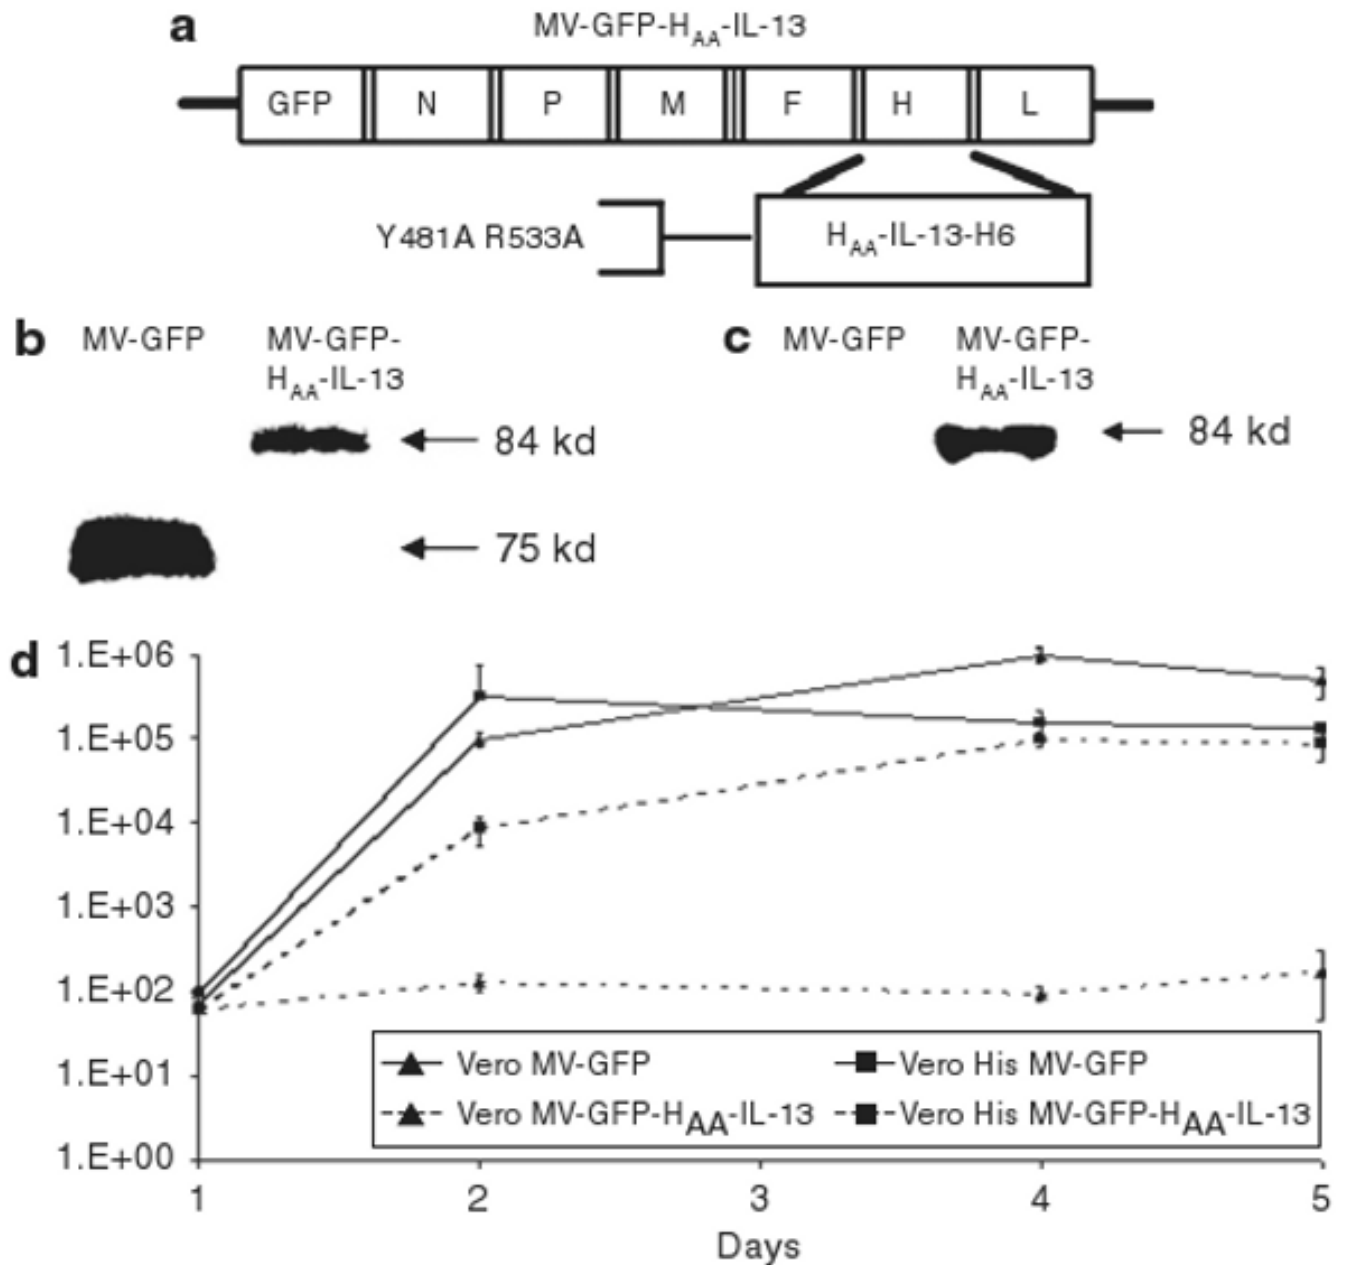 a
MV-GFP-HAA-IL-13
GFP N P M F H L
Y481A R533A
HAA-IL-13-H6
b MV-GFP MV-GFP-
HAA-IL-13
84 kd
75 kd
c MV-GFP MV-GFP-
HAA-IL-13
84 kd
d
1.E+06
1.E+05
1.E+04
1.E+03
1.E+02
1.E+01
1.E+00
Vero MV-GFP Vero His MV-GFP
Vero MV-GFP-HAA-IL-13 Vero His MV-GFP-HAA-IL-13
1 2 3 4 5
Days